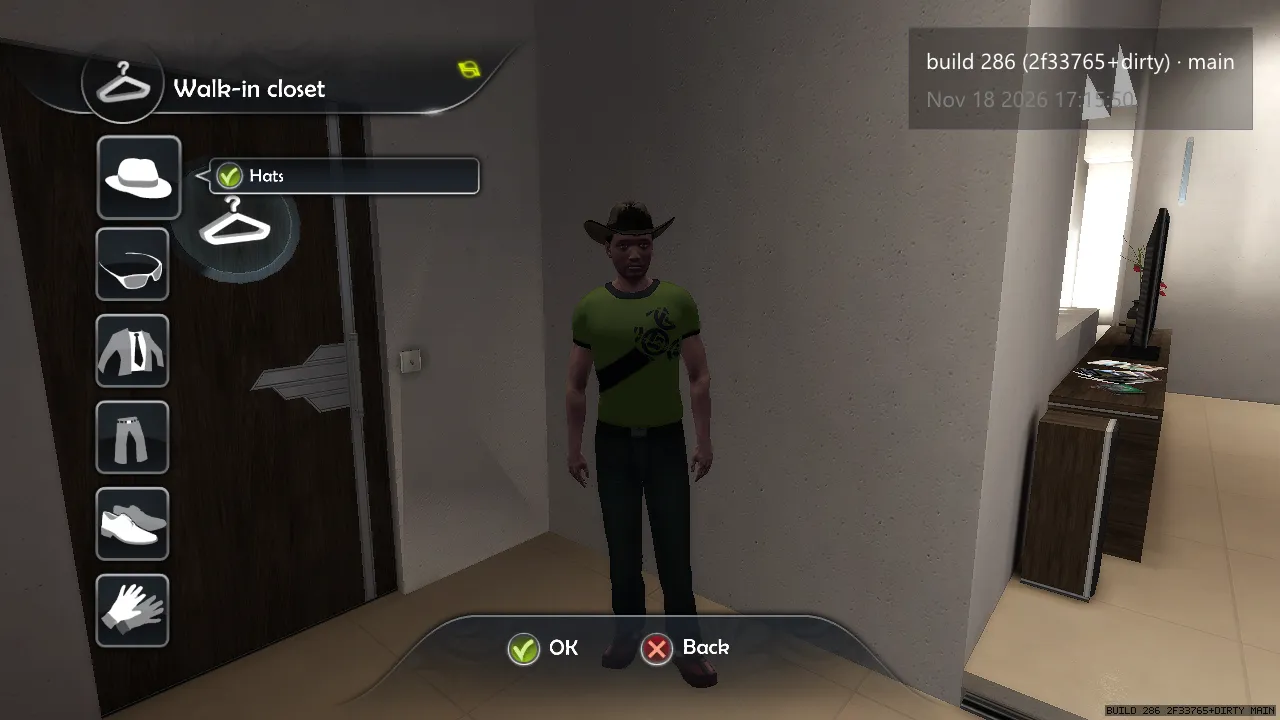 Walk-in closet
build 286 (2f33765+dirty) · main
Nov 18 2026 17:15:50
Hats
OK
Back
BUILD 286 2F33765+DIRTY MAIN